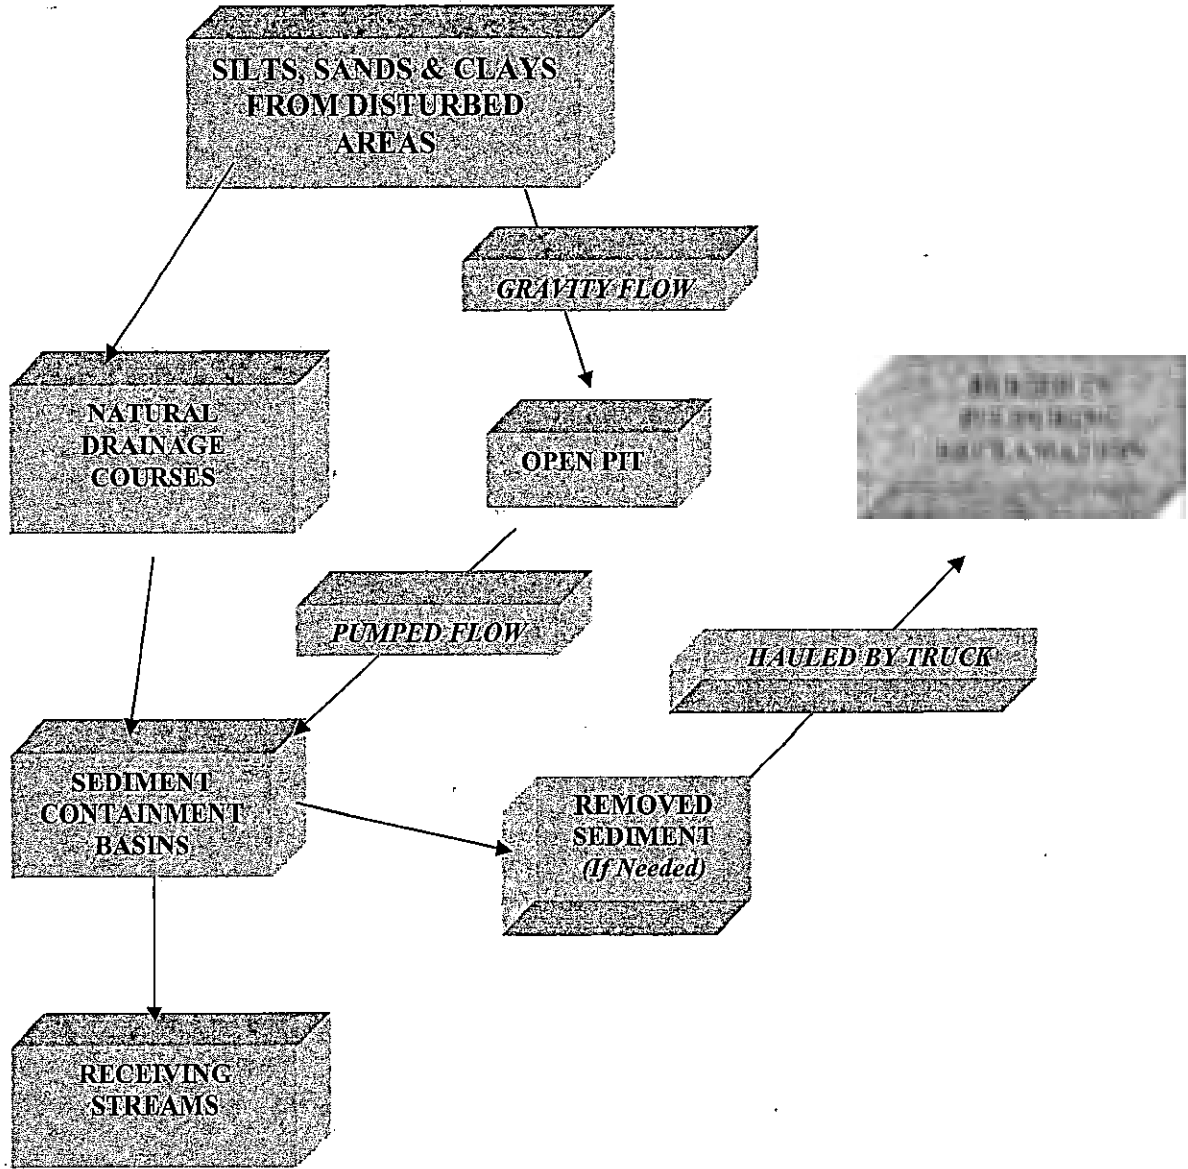 SILTS, SANDS & CLAYS
FROM DISTURBED
AREAS
GRAVITY FLOW
NATURAL
DRAINAGE
COURSES
OPEN PIT
PUMPED FLOW
HAULED BY TRUCK
SEDIMENT
CONTAINMENT
BASINS
REMOVED
SEDIMENT
(If Needed)
RECEIVING
STREAMS